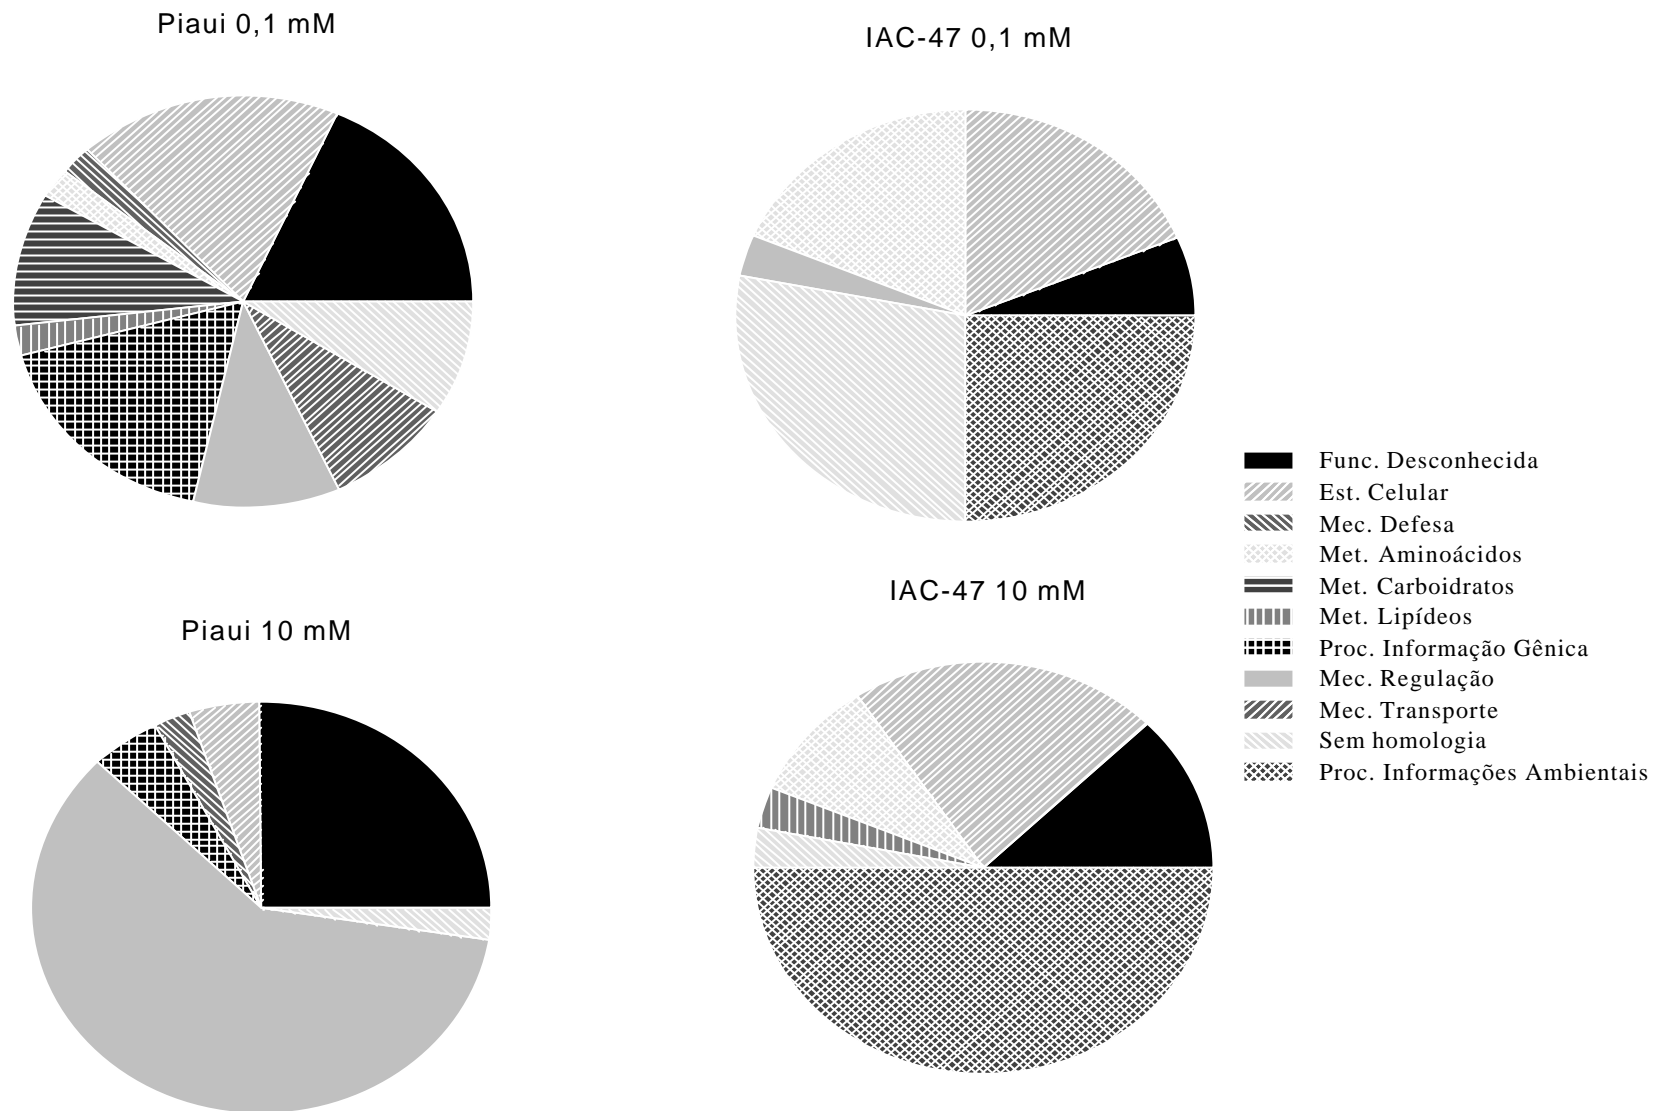 Piaui 0,1 mM
IAC-47 0,1 mM
Piaui 10 mM
IAC-47 10 mM
Func. Desconhecida
Est. Celular
Mec. Defesa
Met. Aminoácidos
Met. Carboidratos
Met. Lipídeos
Proc. Informação Gênica
Mec. Regulação
Mec. Transporte
Sem homologia
Proc. Informações Ambientais